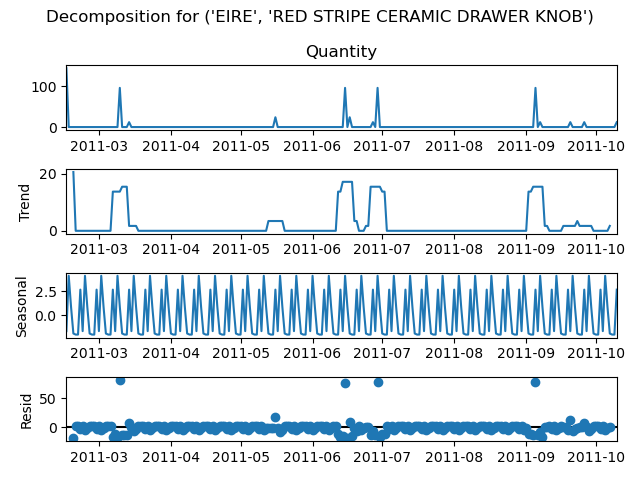 Decomposition for ('EIRE', 'RED STRIPE CERAMIC DRAWER KNOB')
Quantity
100
0
2011-03 2011-04 2011-05 2011-06 2011-07 2011-08 2011-09 2011-10
Trend
20
0
2011-03 2011-04 2011-05 2011-06 2011-07 2011-08 2011-09 2011-10
Seasonal
2.5
0.0
2011-03 2011-04 2011-05 2011-06 2011-07 2011-08 2011-09 2011-10
Resid
50
0
2011-03 2011-04 2011-05 2011-06 2011-07 2011-08 2011-09 2011-10